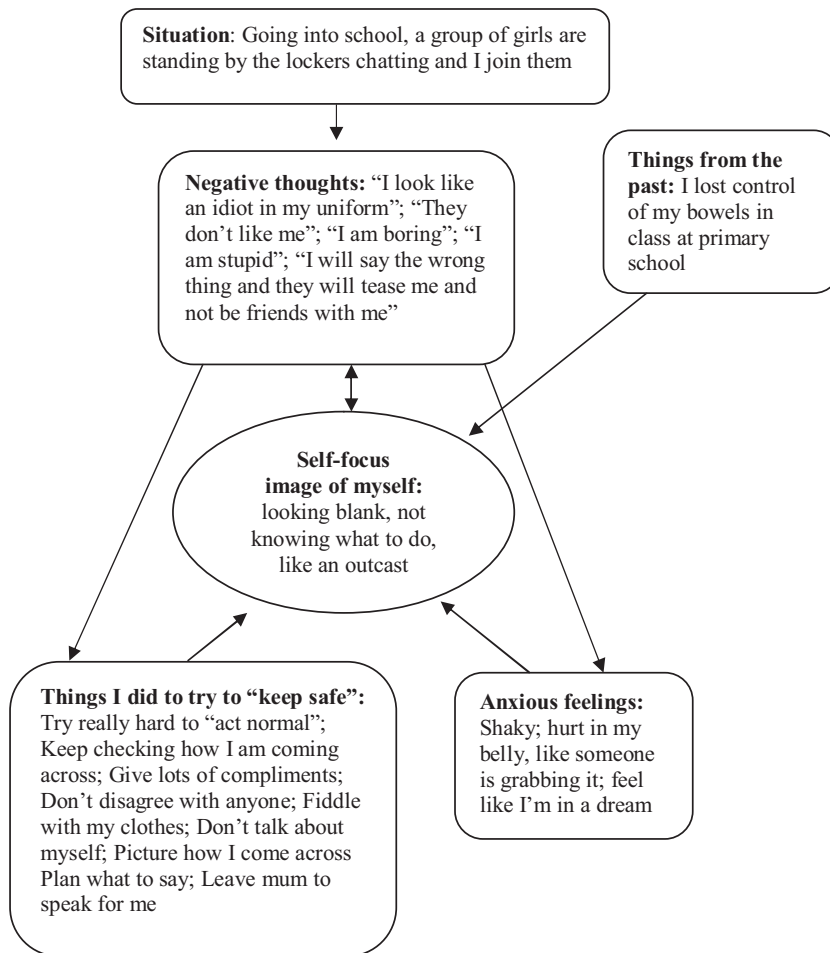 Situation: Going into school, a group of girls are
standing by the lockers chatting and I join them
Negative thoughts: “I look like
an idiot in my uniform”; “They
don’t like me”; “I am boring”; “I
am stupid”; “I will say the wrong
thing and they will tease me and
not be friends with me”
Things from the
past: I lost control
of my bowels in
class at primary
school
Self-focus
image of myself:
looking blank, not
knowing what to do,
like an outcast
Things I did to try to “keep safe”:
Try really hard to “act normal”;
Keep checking how I am coming
across; Give lots of compliments;
Don’t disagree with anyone; Fiddle
with my clothes; Don’t talk about
myself; Picture how I come across
Plan what to say; Leave mum to
speak for me
Anxious feelings:
Shaky; hurt in my
belly, like someone
is grabbing it; feel
like I’m in a dream